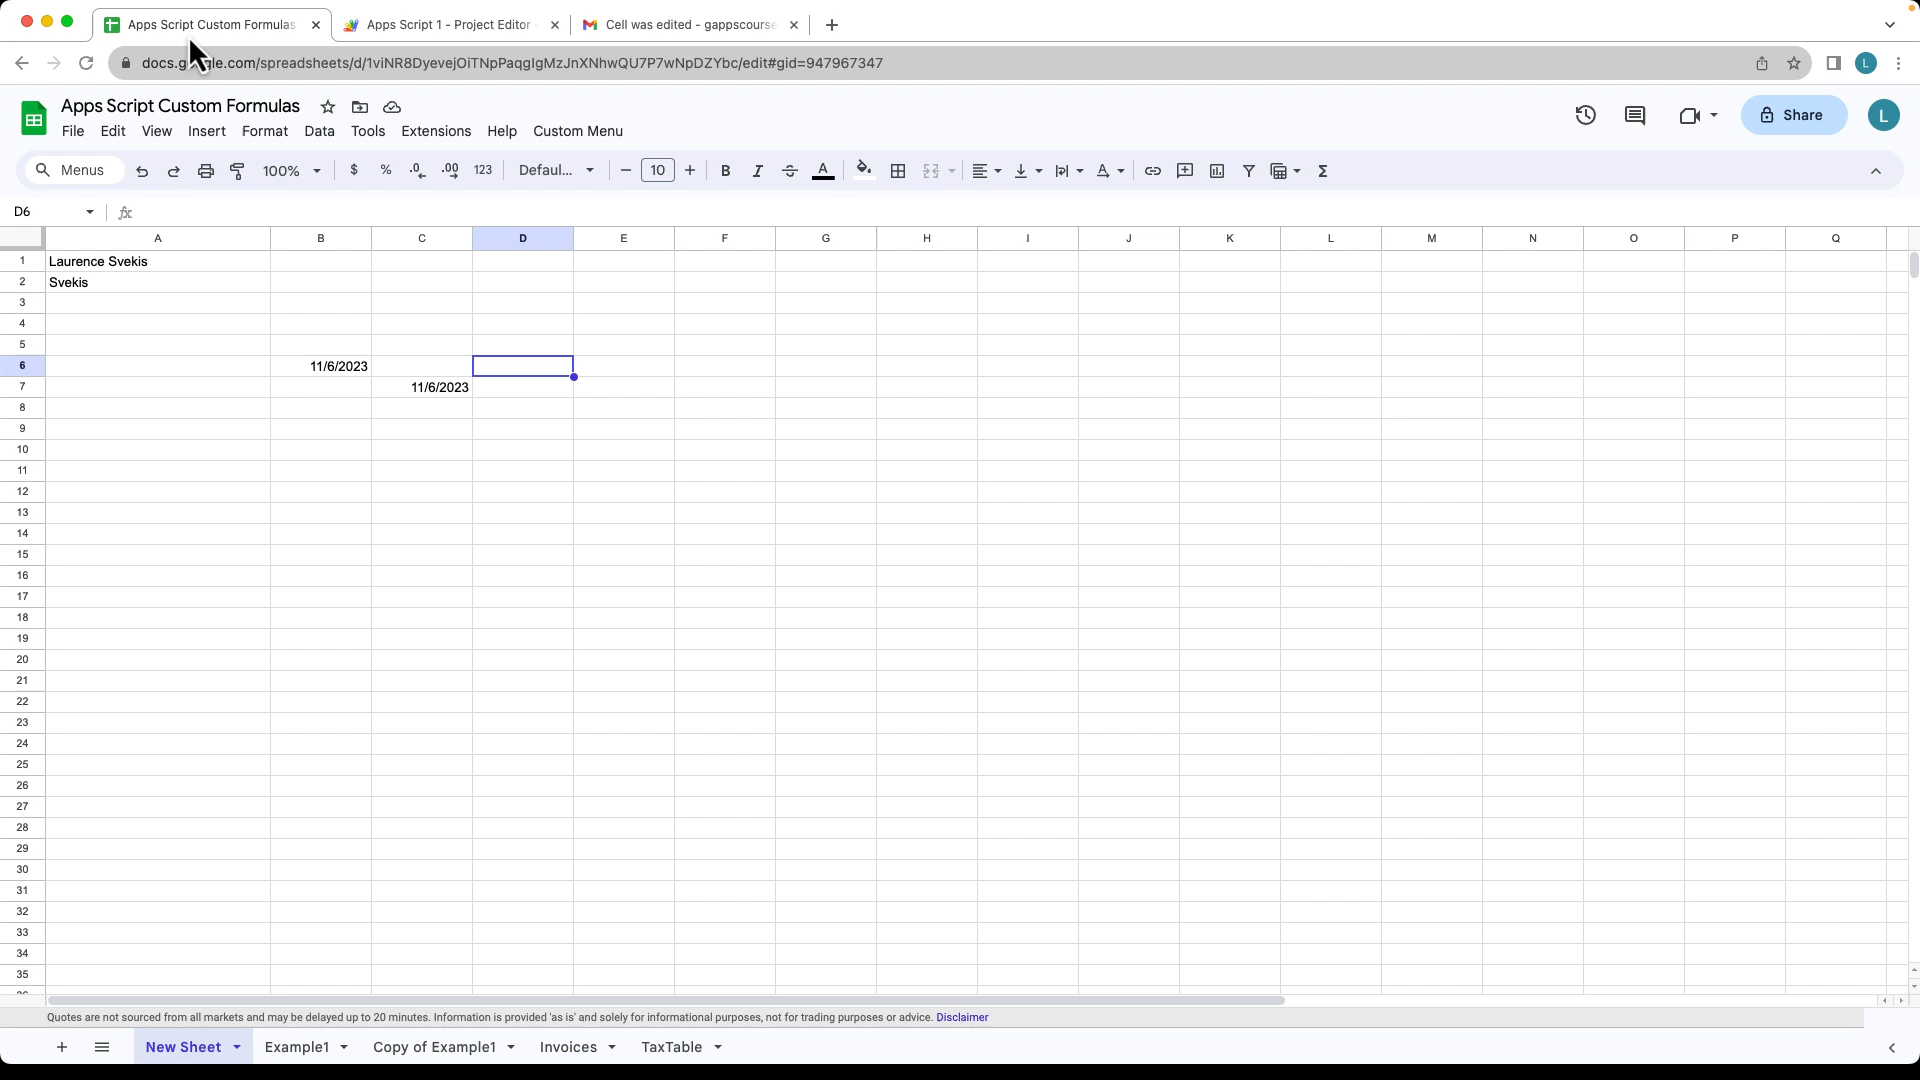 Apps Script Custom Formulas
Apps Script 1 - Project Editor
Cell was edited - gappscourse
docs.g
le.com/spreadsheets/d/1viNR8DyevejOiTNpPaqgIgMzJnXNhwQU7P7wNpDZYbc/edit#gid=947967347
L
Apps Script Custom Formulas
File Edit View Insert Format Data Tools Extensions Help Custom Menu
Share
L
Menus 100% $ % .0 .00 123 Defaul... 10 B I A
D6 fx
A B C D E F G H I J K L M N O P Q
1 Laurence Svekis
2 Svekis
3
4
5
6 11/6/2023
7 11/6/2023
8
9
10
11
12
13
14
15
16
17
18
19
20
21
22
23
24
25
26
27
28
29
30
31
32
33
34
35
Quotes are not sourced from all markets and may be delayed up to 20 minutes. Information is provided 'as is' and solely for informational purposes, not for trading purposes or advice. Disclaimer
New Sheet Example1 Copy of Example1 Invoices TaxTable